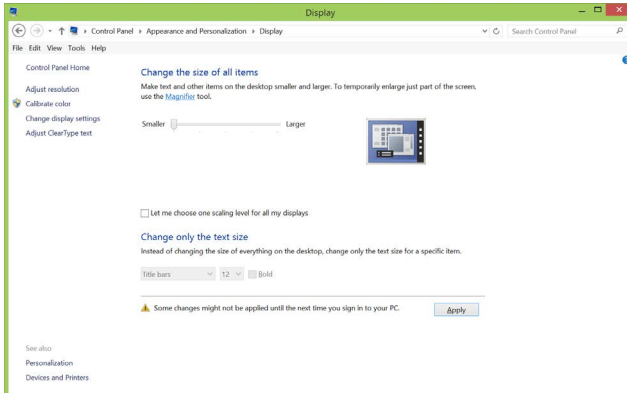 Display
Control Panel Appearance and Personalization Display
Search Control Panel
File Edit View Tools Help
Control Panel Home
Adjust resolution
Calibrate color
Change display settings
Adjust ClearType text
Change the size of all items
Make text and other items on the desktop smaller and larger. To temporarily enlarge just part of the screen,
use the Magnifier tool.
Smaller Larger
Let me choose one scaling level for all my displays
Change only the text size
Instead of changing the size of everything on the desktop, change only the text size for a specific item.
Title bars 12 Bold
Some changes might not be applied until the next time you sign in to your PC.
Apply
See also
Personalization
Devices and Printers